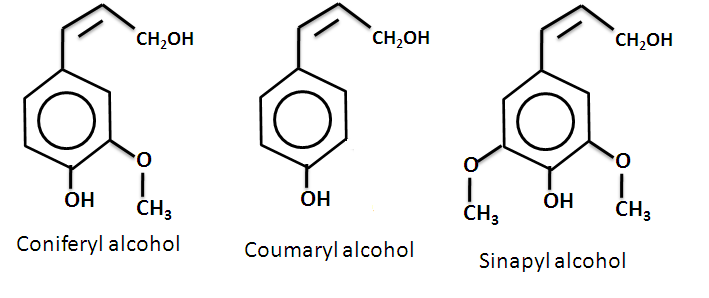 CH₂OH
O
OH
CH₃
Coniferyl alcohol
CH₂OH
OH
Coumaryl alcohol
CH₂OH
O
O
OH
CH₃
CH₃
Sinapyl alcohol